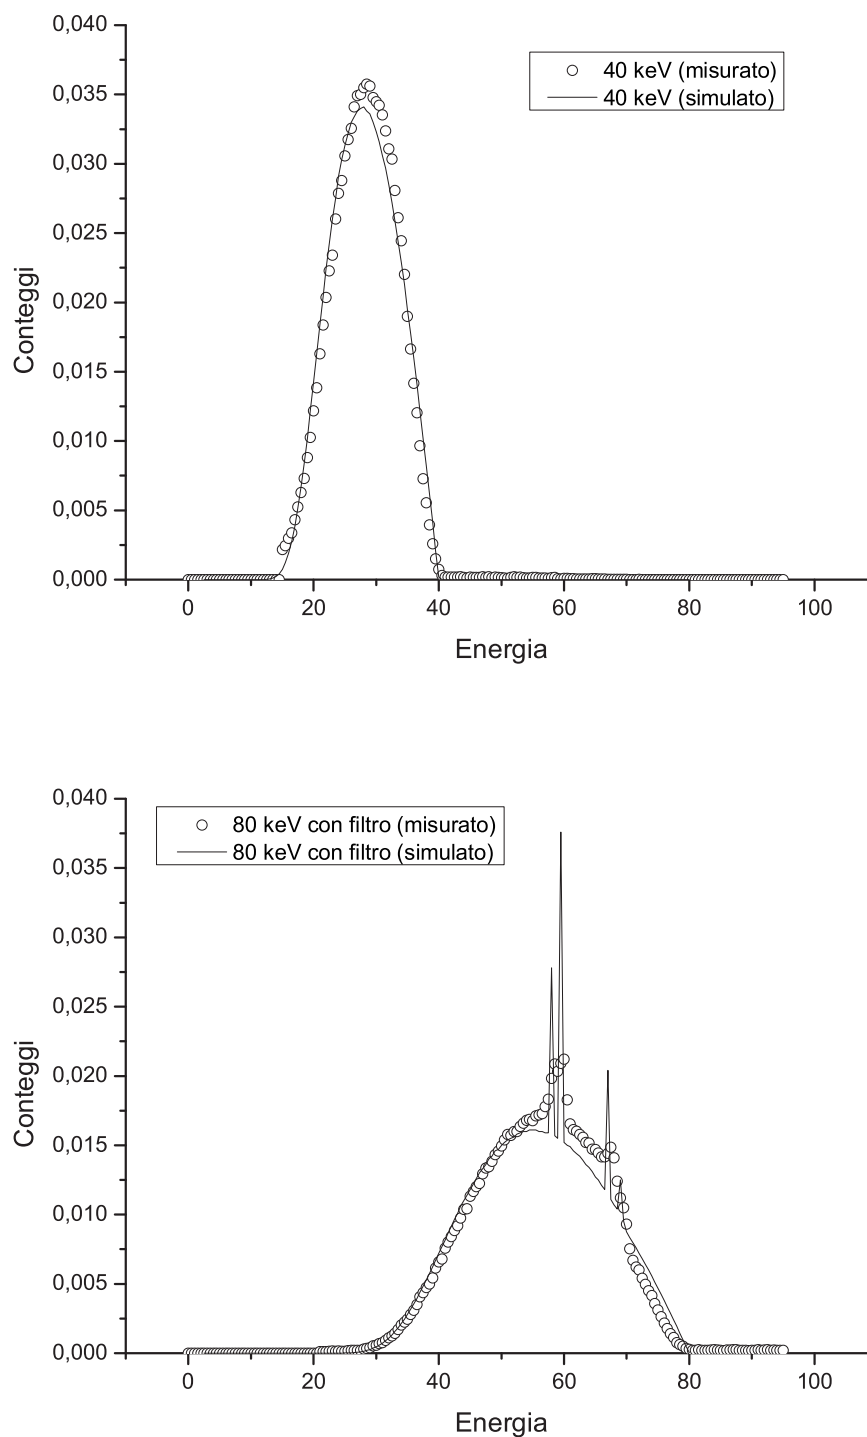 0,040
0,035
0,030
0,025
0,020
0,015
0,010
0,005
0,000
Conteggi
40 keV (misurato)
40 keV (simulato)
0 20 40 60 80 100
Energia
0,040
0,035
0,030
0,025
0,020
0,015
0,010
0,005
0,000
Conteggi
80 keV con filtro (misurato)
80 keV con filtro (simulato)
0 20 40 60 80 100
Energia